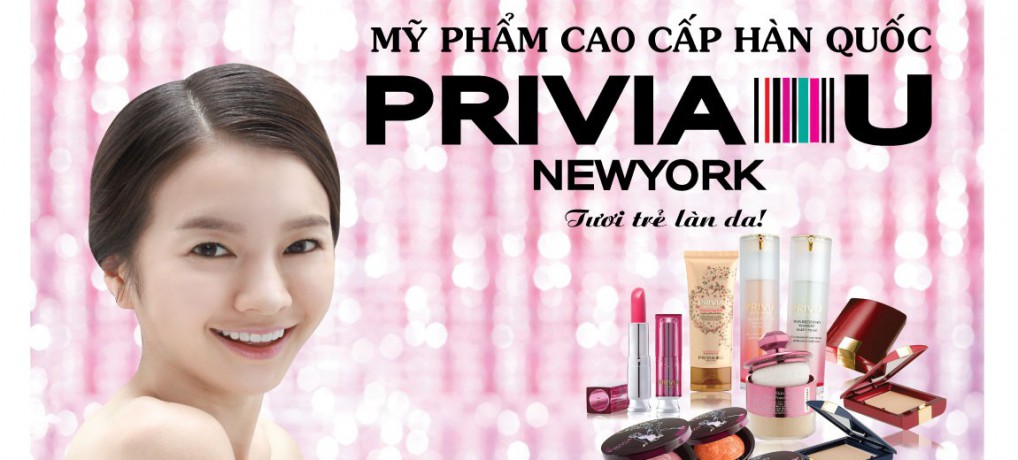 MỸ PHẨM CAO CẤP HÀN QUỐC
PRIVIA U
NEWYORK
Tươi trẻ làn da!